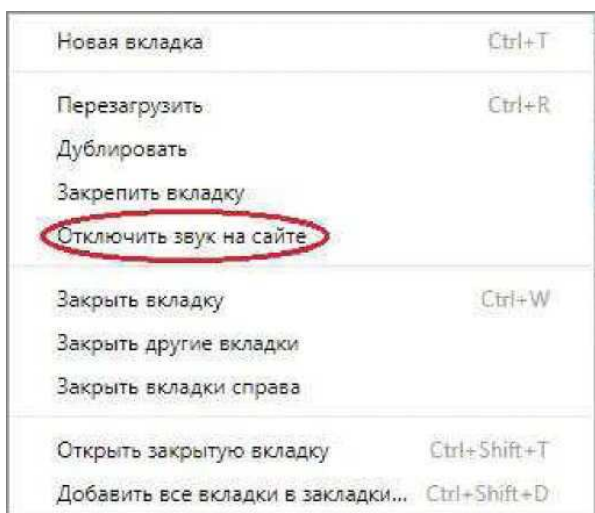 Новая вкладка Ctrl+T
Перезагрузить Ctrl+R
Дублировать
Закрепить вкладку
Отключить звук на сайте
Закрыть вкладку Ctrl+W
Закрыть другие вкладки
Закрыть вкладки справа
Открыть закрытую вкладку Ctrl+Shift+T
Добавить все вкладки в закладки... Ctrl+Shift+D